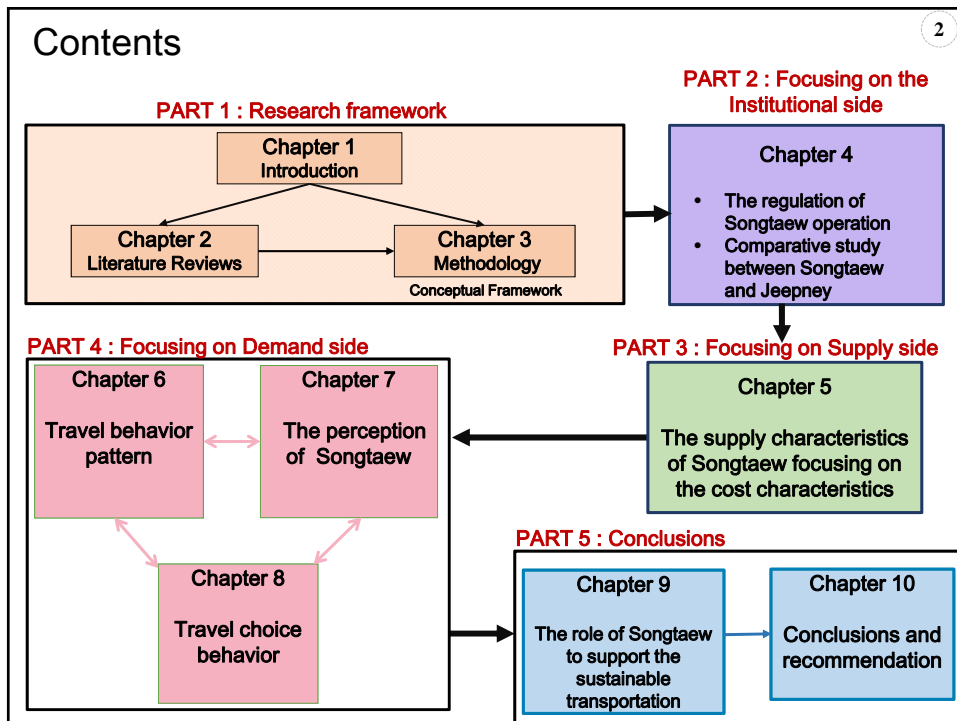 Contents
2
PART 1 : Research framework
Chapter 1
Introduction
Chapter 2
Literature Reviews
Chapter 3
Methodology
Conceptual Framework
PART 2 : Focusing on the
Institutional side
Chapter 4
• The regulation of
Songtaew operation
• Comparative study
between Songtaew
and Jeepney
PART 3 : Focusing on Supply side
Chapter 5
The supply characteristics
of Songtaew focusing on
the cost characteristics
PART 4 : Focusing on Demand side
Chapter 6
Travel behavior
pattern
Chapter 7
The perception
of Songtaew
Chapter 8
Travel choice
behavior
PART 5 : Conclusions
Chapter 9
The role of Songtaew
to support the
sustainable
transportation
Chapter 10
Conclusions and
recommendation